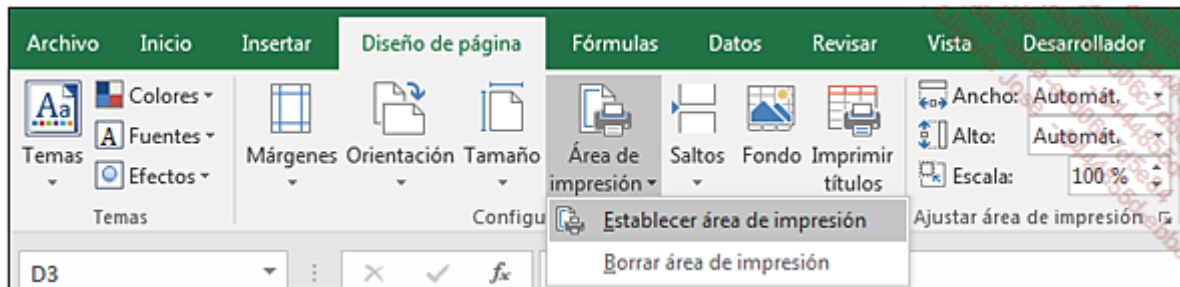 Archivo Inicio Insertar Diseño de página Fórmulas Datos Revisar Vista Desarrollador
Aa Colores Ancho: Automát.
A Fuentes Alto: Automát.
Temas Márgenes Orientación Tamaño Área de Saltos Fondo Imprimir
impresión títulos
Efectos Escala: 100 %
Temas Configu Ajustar área de impresión
Establecer área de impresión
Borrar área de impresión
D3 fx